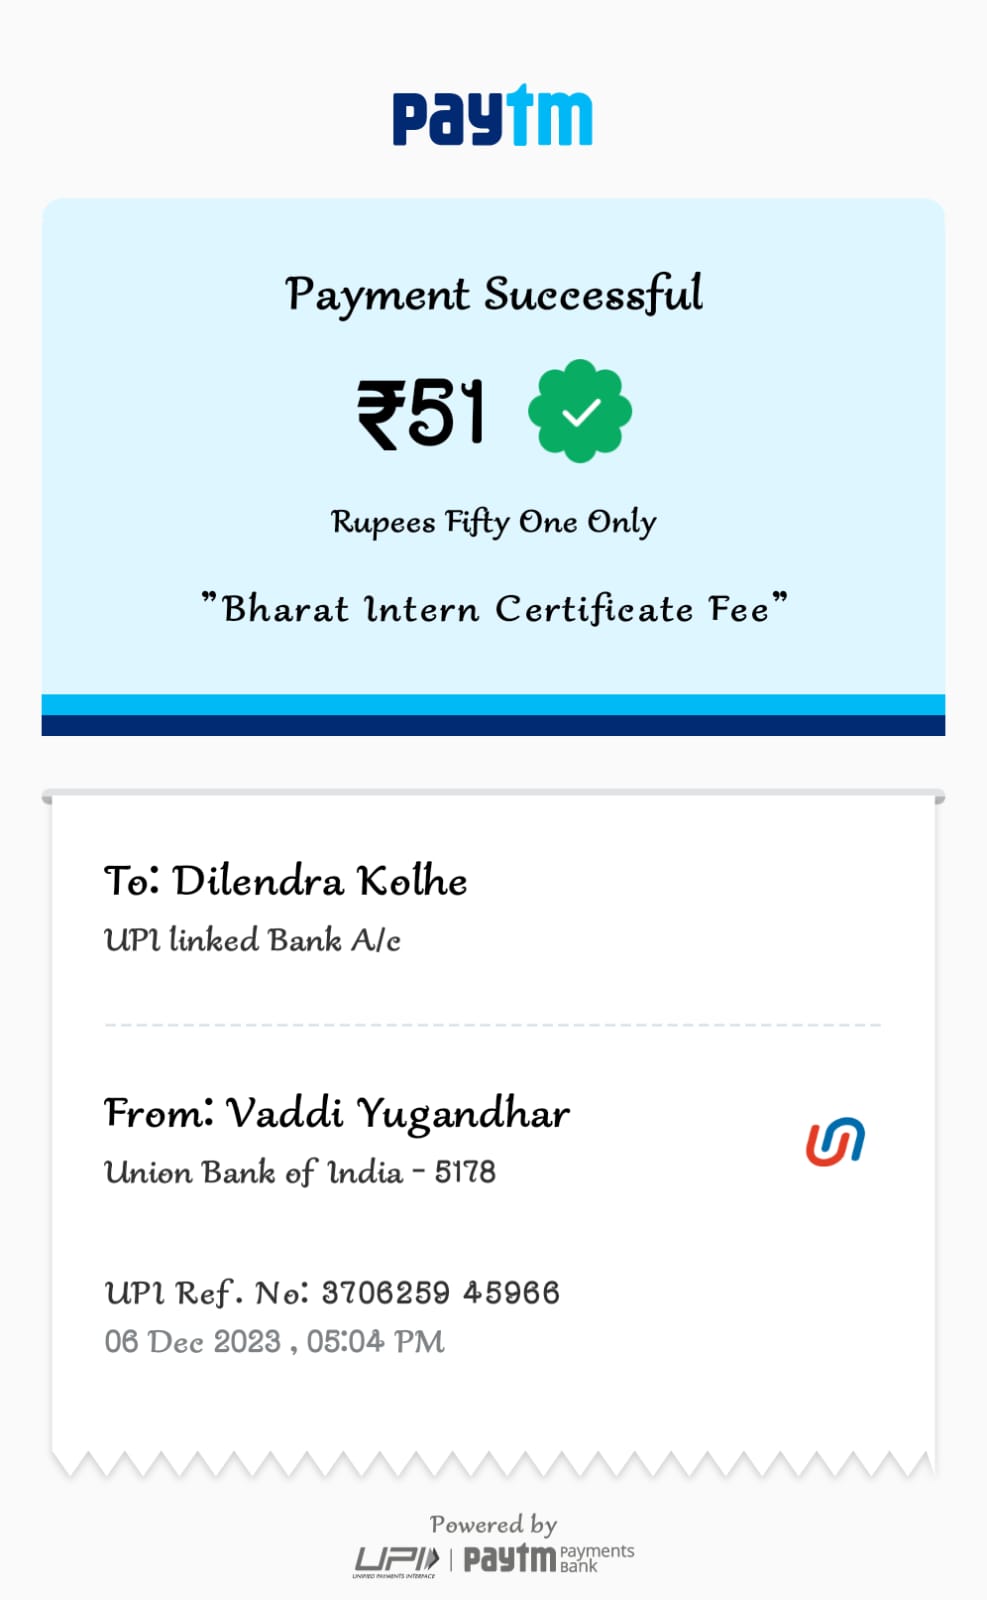 paytm
Payment Successful
₹51
Rupees Fifty One Only
"Bharat Intern Certificate Fee"
To: Dilendra Kolhe
UPI linked Bank A/c
From: Vaddi Yugandhar
Union Bank of India - 5178
UPI Ref. No: 3706259 45966
06 Dec 2023 , 05:04 PM
Powered by
UPI | paytm Payments Bank
UNIFIED PAYMENTS INTERFACE